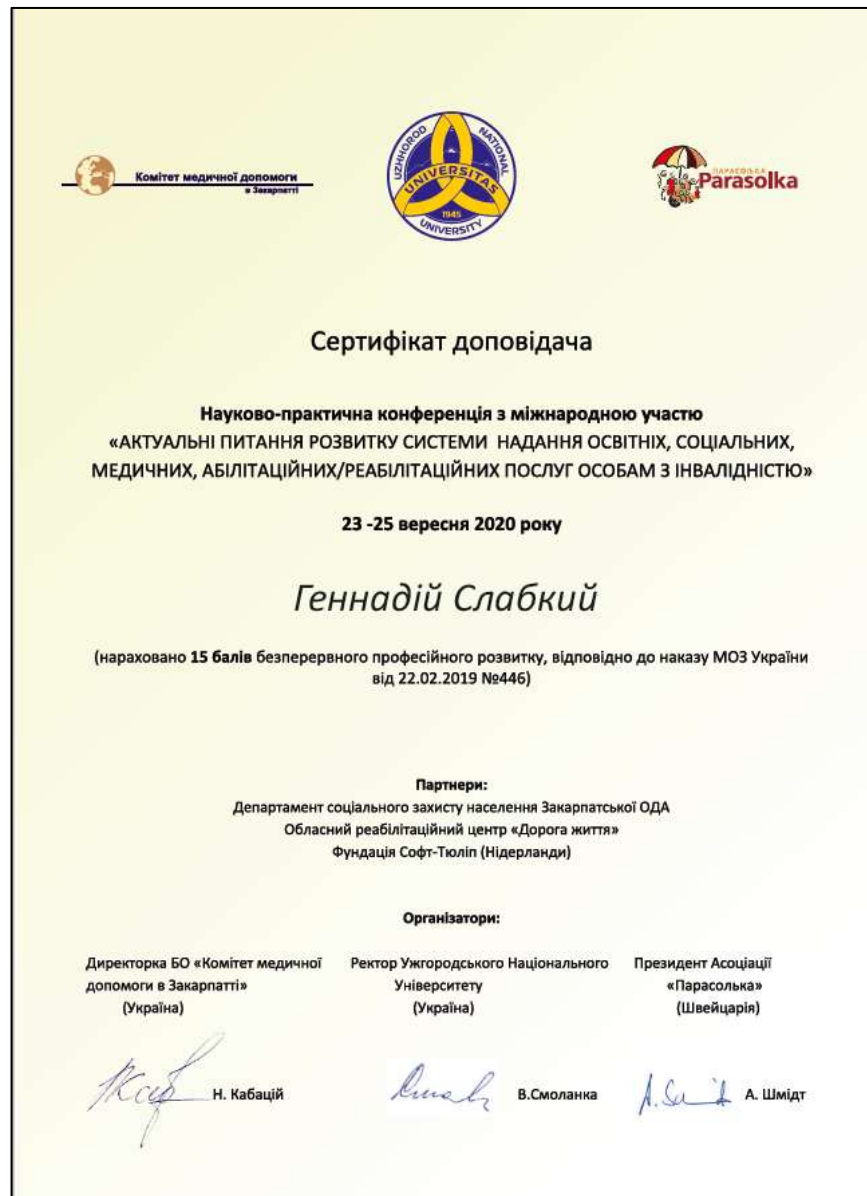 Комітет медичної допомоги
в Закарпатті
UZHHOROD NATIONAL UNIVERSITY
UNIVERSITAS
1945
ПАРАСОЛЬКА
Parasolka
Сертифікат доповідача
Науково-практична конференція з міжнародною участю
«АКТУАЛЬНІ ПИТАННЯ РОЗВИТКУ СИСТЕМИ НАДАННЯ ОСВІТНІХ, СОЦІАЛЬНИХ,
МЕДИЧНИХ, АБІЛІТАЦІЙНИХ/РЕАБІЛІТАЦІЙНИХ ПОСЛУГ ОСОБАМ З ІНВАЛІДНІСТЮ»
23 -25 вересня 2020 року
Геннадій Слабкий
(нараховано 15 балів безперервного професійного розвитку, відповідно до наказу МОЗ України
від 22.02.2019 №446)
Партнери:
Департамент соціального захисту населення Закарпатської ОДА
Обласний реабілітаційний центр «Дорога життя»
Фундація Софт-Тюліп (Нідерланди)
Організатори:
Директорка БО «Комітет медичної
допомоги в Закарпатті»
(Україна)
Ректор Ужгородського Національного
Університету
(Україна)
Президент Асоціації
«Парасолька»
(Швейцарія)
Н. Кабацій
В.Смоланка
А. Шмідт